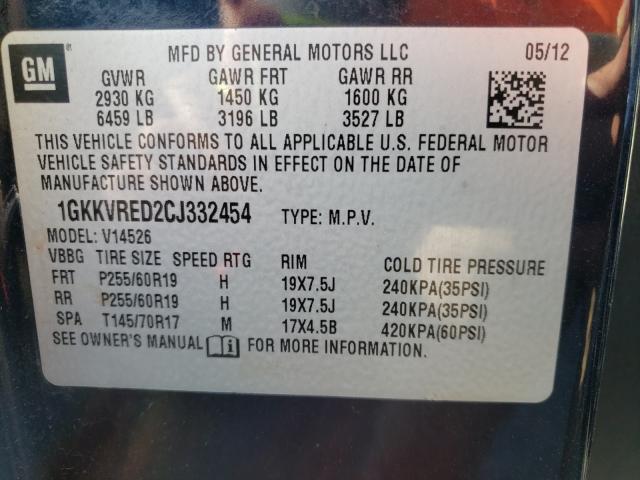 GM
MFD BY GENERAL MOTORS LLC 05/12
GVWR GAWR FRT GAWR RR
2930 KG 1450 KG 1600 KG
6459 LB 3196 LB 3527 LB
THIS VEHICLE CONFORMS TO ALL APPLICABLE U.S. FEDERAL MOTOR
VEHICLE SAFETY STANDARDS IN EFFECT ON THE DATE OF
MANUFACTURE SHOWN ABOVE.
1GKKVRED2CJ332454 TYPE: M.P.V.
MODEL: V14526
VBBG TIRE SIZE SPEED RTG RIM COLD TIRE PRESSURE
FRT P255/60R19 H 19X7.5J 240KPA(35PSI)
RR P255/60R19 H 19X7.5J 240KPA(35PSI)
SPA T145/70R17 M 17X4.5B 420KPA(60PSI)
SEE OWNER'S MANUAL i FOR MORE INFORMATION.